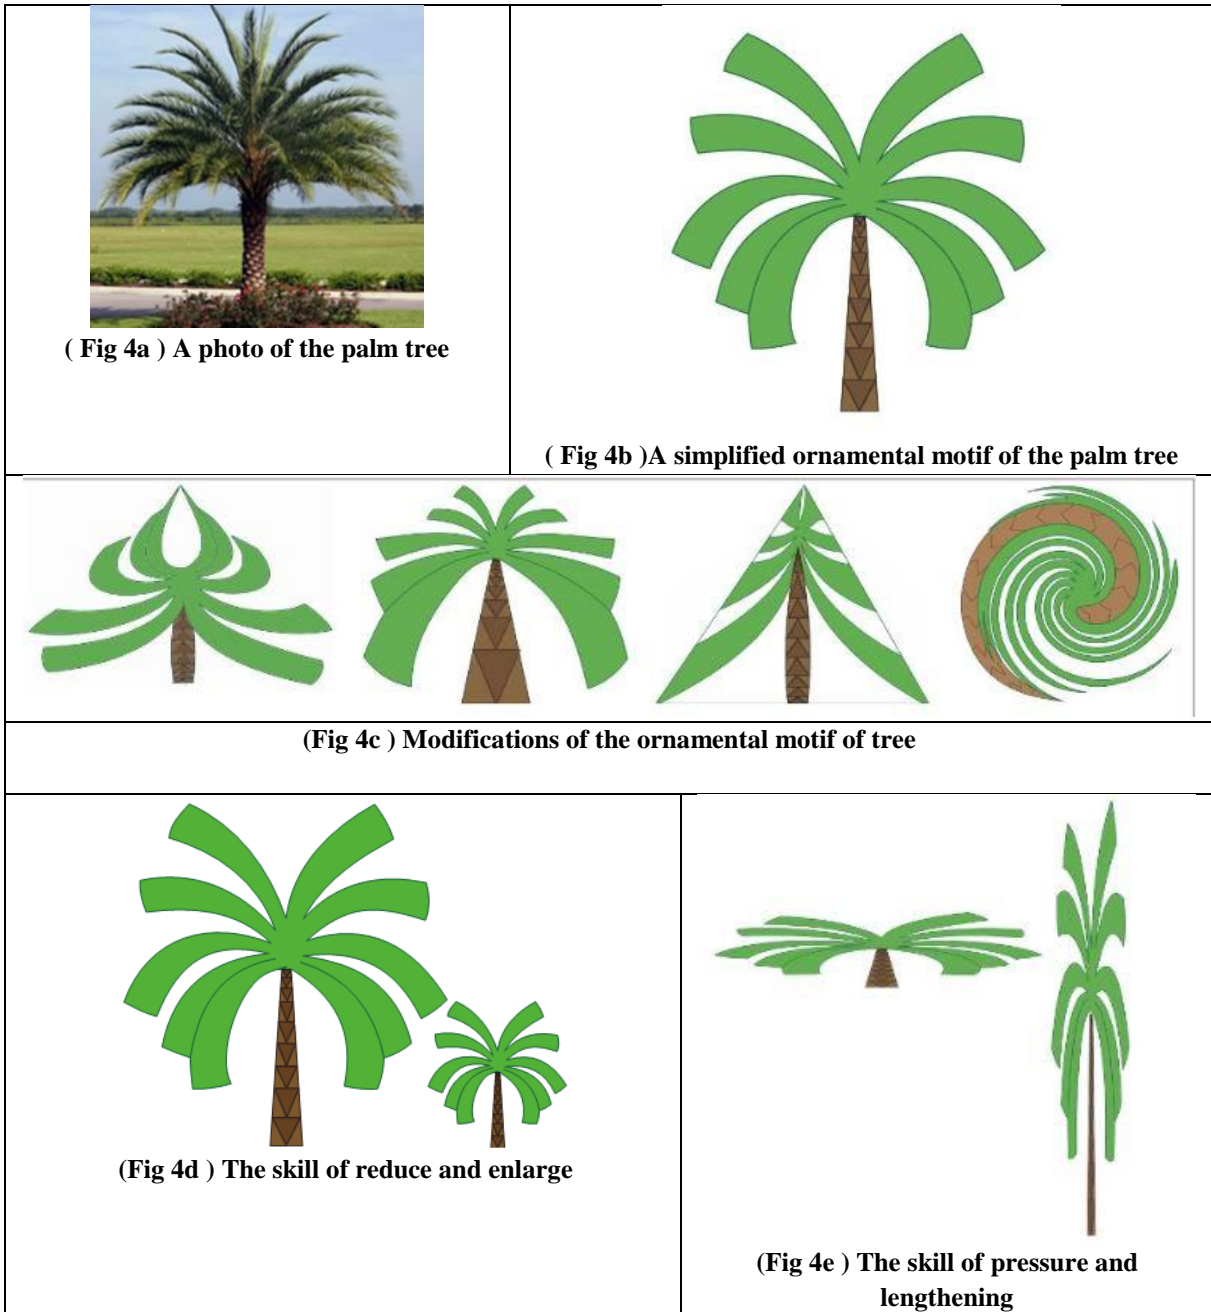 ( Fig 4a ) A photo of the palm tree
( Fig 4b )A simplified ornamental motif of the palm tree
(Fig 4c ) Modifications of the ornamental motif of tree
(Fig 4d ) The skill of reduce and enlarge
(Fig 4e ) The skill of pressure and
lengthening